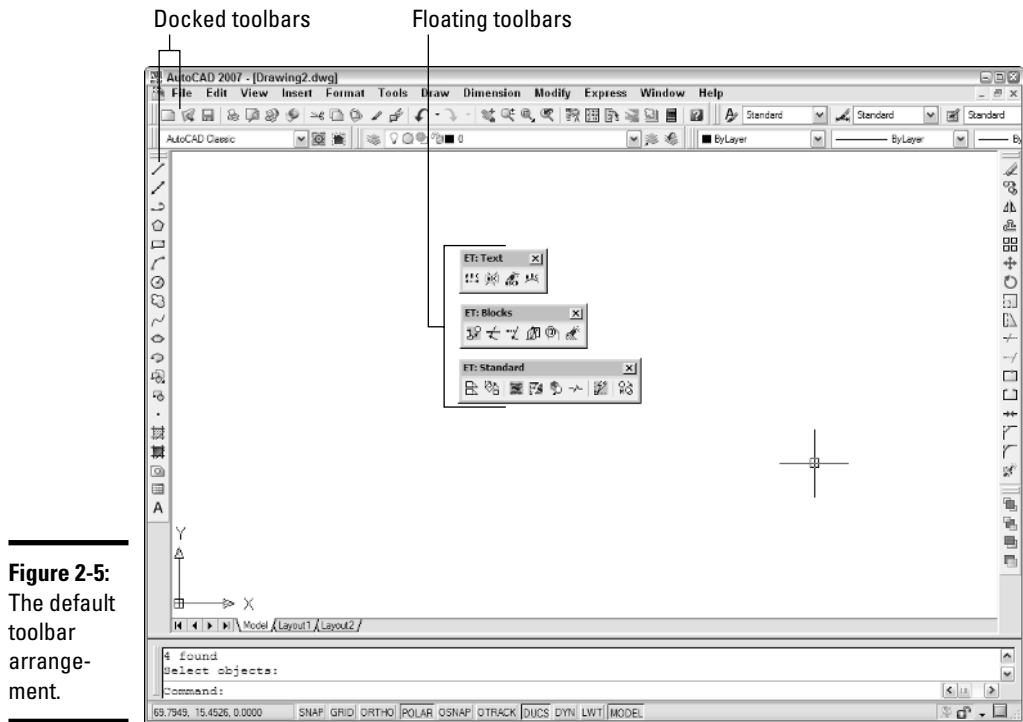 Docked toolbars
Floating toolbars
AutoCAD 2007 - [Drawing2.dwg]
File Edit View Insert Format Tools Draw Dimension Modify Express Window Help
Standard Standard Standard
AutoCAD Classic 0 ByLayer ByLayer By
ET: Text
ET: Blocks
ET: Standard
A
Y
X
Model Layout1 Layout2
4 found
Select objects:
Command:
69.7949, 15.4526, 0.0000 SNAP GRID ORTHO POLAR OSNAP OTRACK DUCS DYN LWT MODEL
Figure 2-5:
The default
toolbar
arrange-
ment.